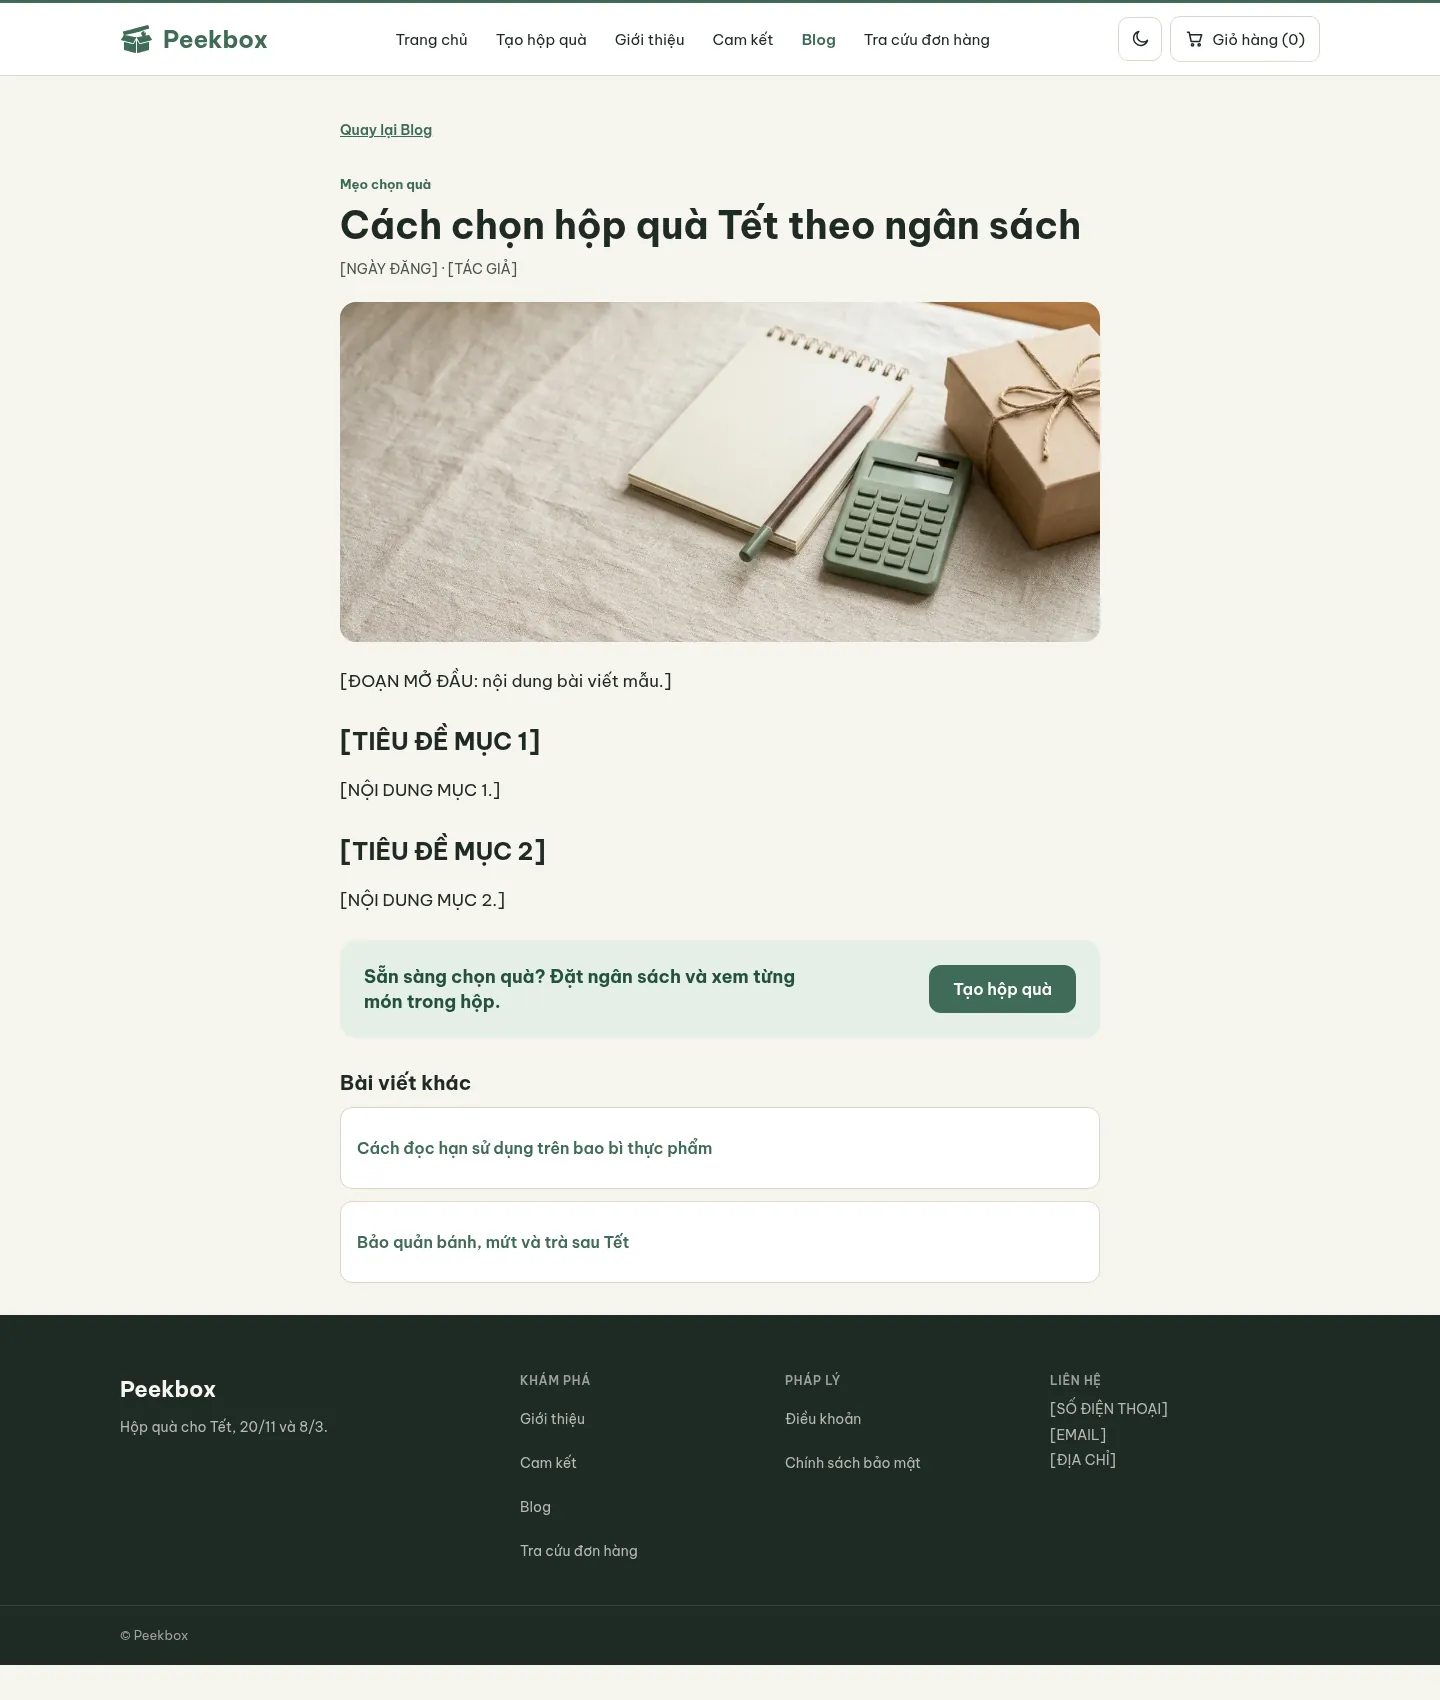 Peekbox
Trang chủ
Tạo hộp quà
Giới thiệu
Cam kết
Blog
Tra cứu đơn hàng
Giỏ hàng (0)
Quay lại Blog
Mẹo chọn quà
Cách chọn hộp quà Tết theo ngân sách
[NGÀY ĐĂNG] · [TÁC GIẢ]
[ĐOẠN MỞ ĐẦU: nội dung bài viết mẫu.]
[TIÊU ĐỀ MỤC 1]
[NỘI DUNG MỤC 1.]
[TIÊU ĐỀ MỤC 2]
[NỘI DUNG MỤC 2.]
Sẵn sàng chọn quà? Đặt ngân sách và xem từng
món trong hộp.
Tạo hộp quà
Bài viết khác
Cách đọc hạn sử dụng trên bao bì thực phẩm
Bảo quản bánh, mứt và trà sau Tết
Peekbox
Hộp quà cho Tết, 20/11 và 8/3.
KHÁM PHÁ
Giới thiệu
Cam kết
Blog
Tra cứu đơn hàng
PHÁP LÝ
Điều khoản
Chính sách bảo mật
LIÊN HỆ
[SỐ ĐIỆN THOẠI]
[EMAIL]
[ĐỊA CHỈ]
© Peekbox